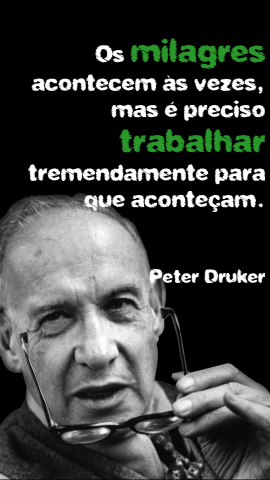 Os milagres
acontecem às vezes,
mas é preciso
trabalhar
tremendamente para
que aconteçam.
Peter Druker